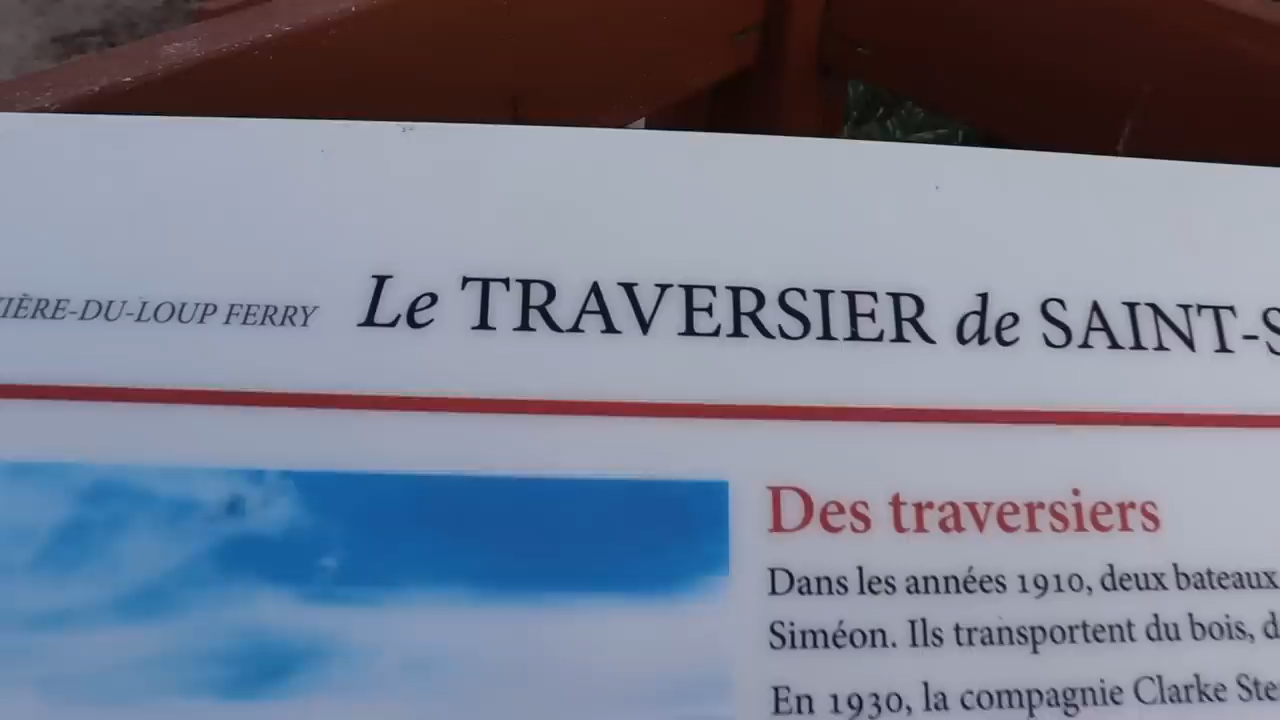 RIVIÈRE-DU-LOUP FERRY Le TRAVERSIER de SAINT-S
Des traversiers
Dans les années 1910, deux bateaux
Siméon. Ils transportent du bois, d
En 1930, la compagnie Clarke Ste